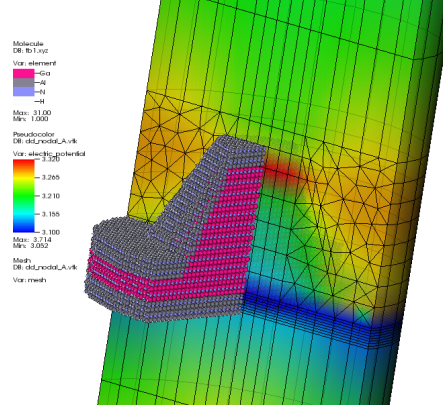 Molecule
DB: fb1.xyz
Var: element
Ga
Al
N
H
Max: 31.00
Min: 1.000
Pseudocolor
DB: dd_nodal_A.vtk
Var: electric_potential
3.320
3.265
3.210
3.155
3.100
Max: 3.714
Min: 3.052
Mesh
DB: dd_nodal_A.vtk
Var: mesh